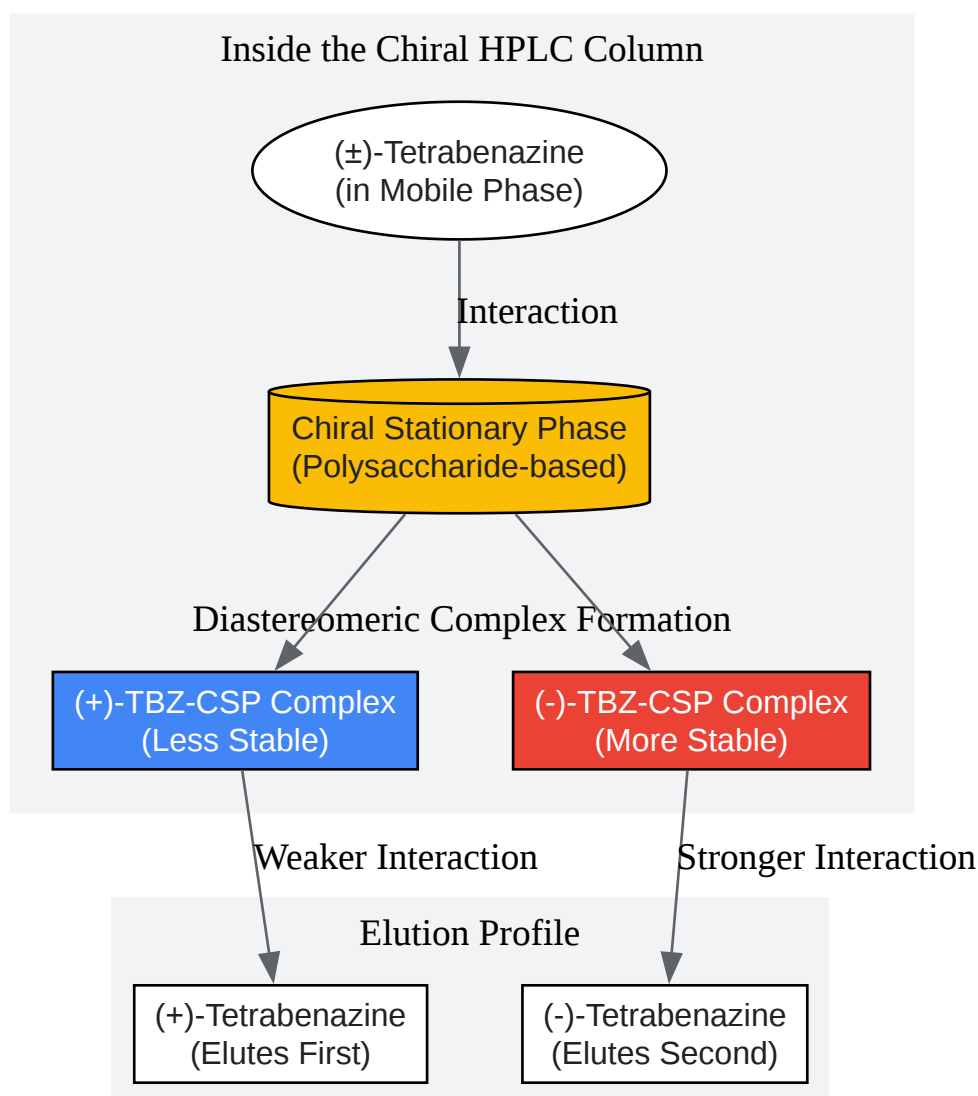 Inside the Chiral HPLC Column
(±)-Tetrabenazine
(in Mobile Phase)
Interaction
Chiral Stationary Phase
(Polysaccharide-based)
Diastereomeric Complex Formation
(+)-TBZ-CSP Complex
(Less Stable)
(-)-TBZ-CSP Complex
(More Stable)
Weaker Interaction
Stronger Interaction
Elution Profile
(+)-Tetrabenazine
(Elutes First)
(-)-Tetrabenazine
(Elutes Second)